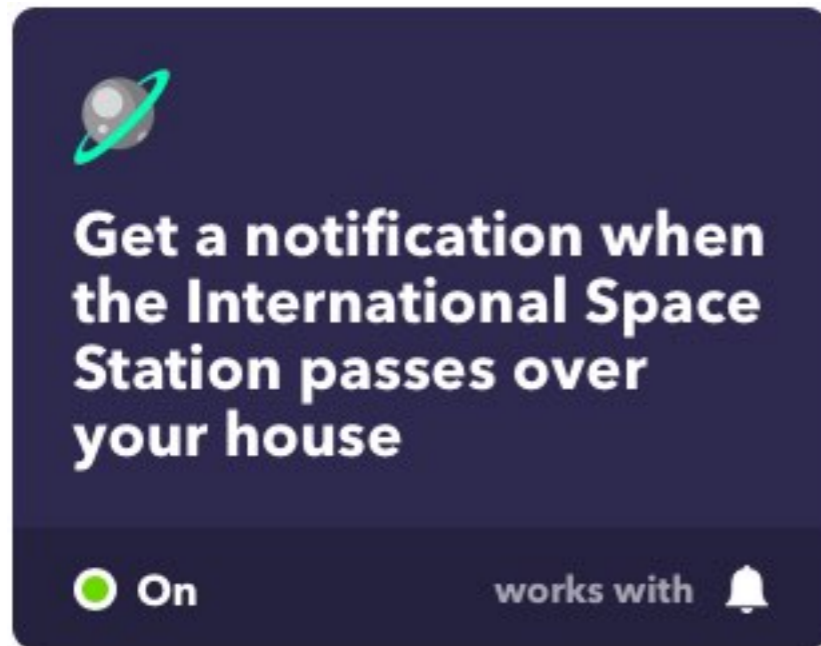 Get a notification when
the International Space
Station passes over
your house
On
works with